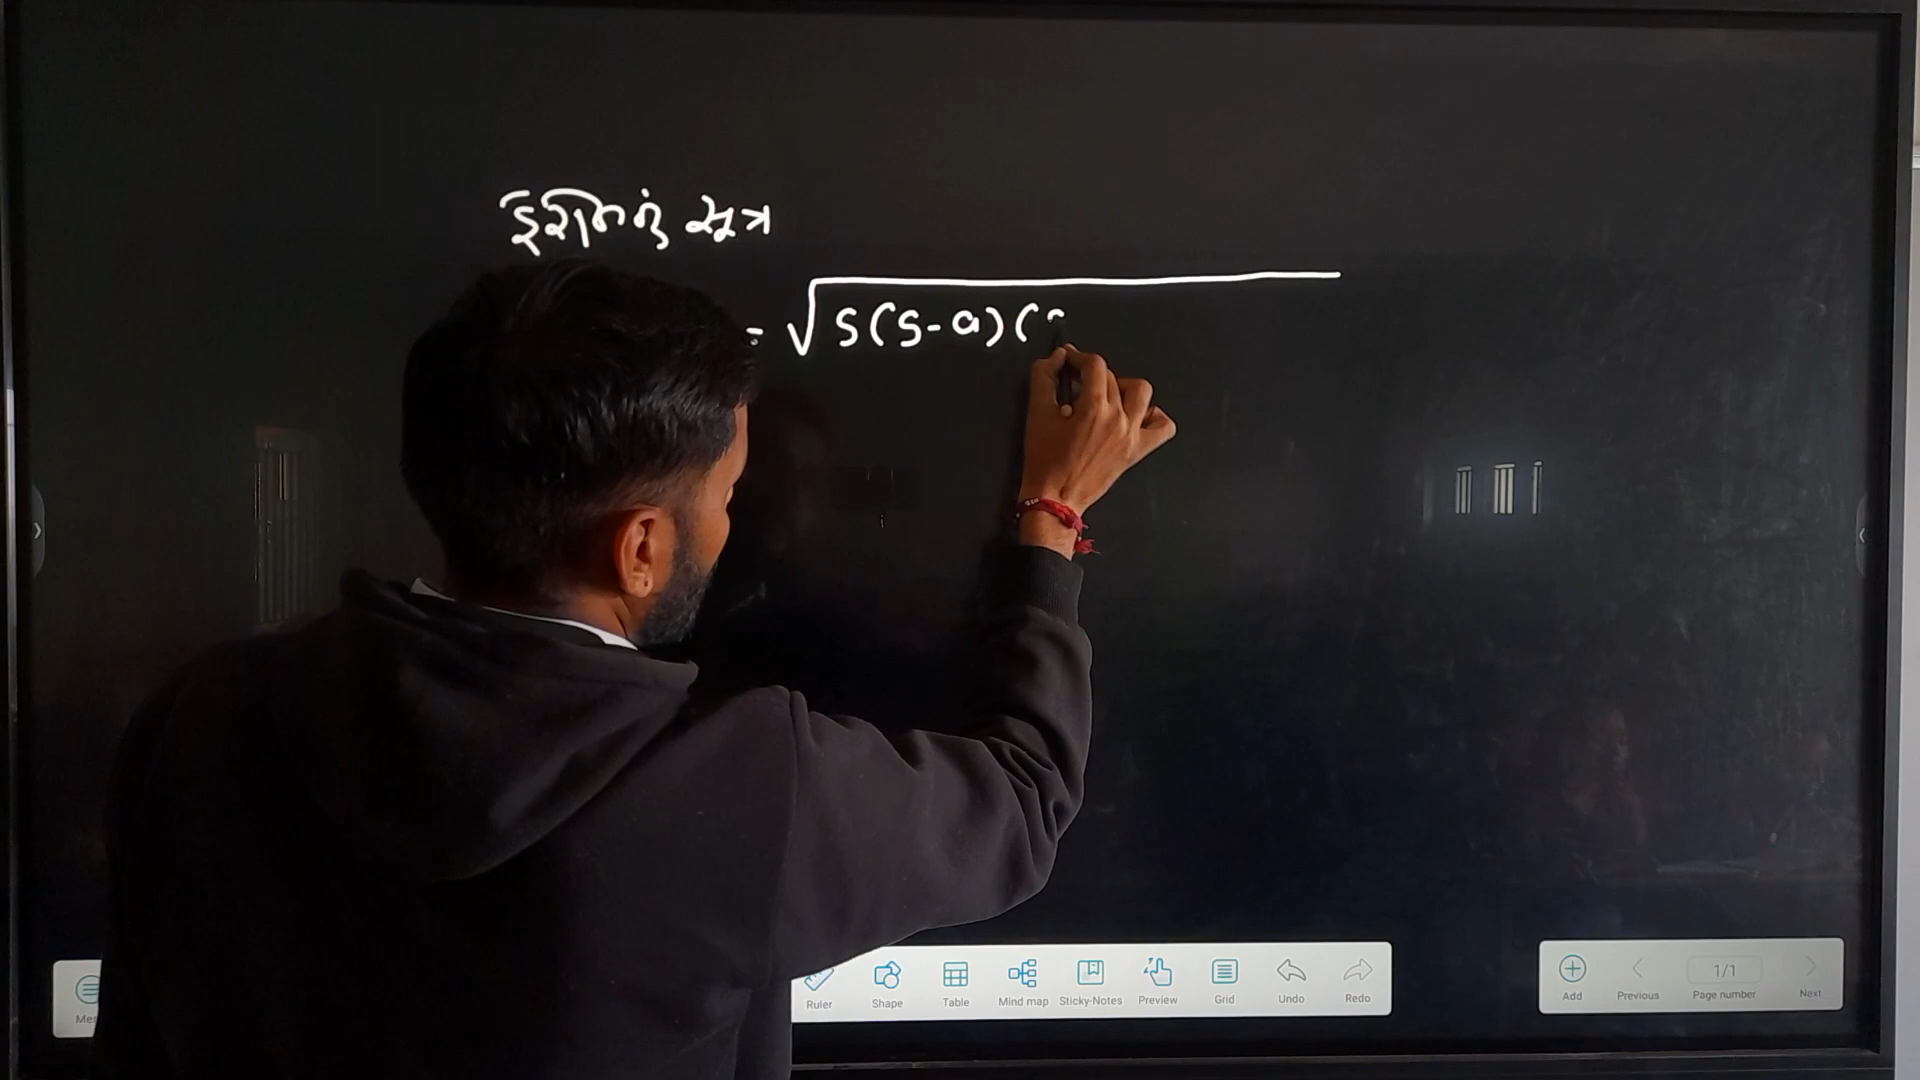 હેરોનનું સૂત્ર
= √S(S-a)(
Ruler Shape Table Mind map Sticky-Notes Preview Grid Undo Redo
Add Previous 1/1 Page number Next